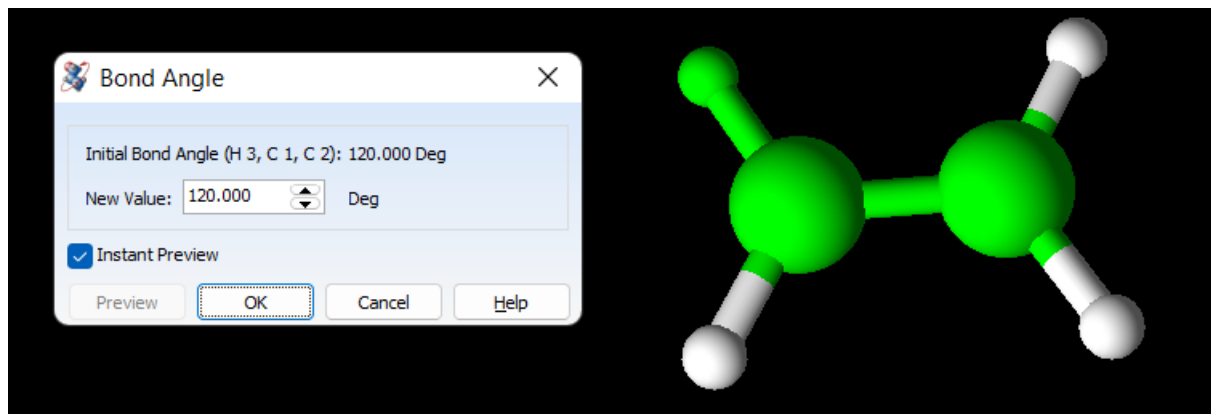 Bond Angle
Initial Bond Angle (H 3, C 1, C 2): 120.000 Deg
New Value: 120.000 Deg
Instant Preview
Preview OK Cancel Help